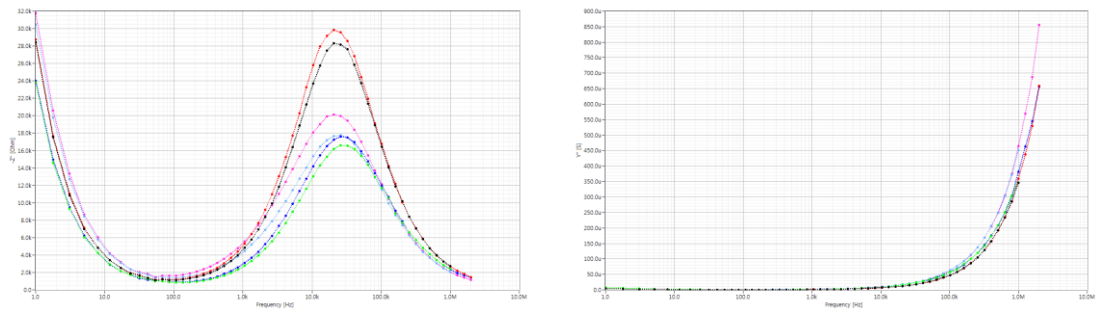 32.0k
30.0k
28.0k
26.0k
24.0k
22.0k
20.0k
18.0k
16.0k
14.0k
12.0k
10.0k
8.0k
6.0k
4.0k
2.0k
0.0
-Z" [Ohm]
1.0 10.0 100.0 1.0k 10.0k 100.0k 1.0M 10.0M
Frequency [Hz]
900.0u
850.0u
800.0u
750.0u
700.0u
650.0u
600.0u
550.0u
500.0u
450.0u
400.0u
350.0u
300.0u
250.0u
200.0u
150.0u
100.0u
50.0u
0.0
Y" [S]
1.0 10.0 100.0 1.0k 10.0k 100.0k 1.0M 10.0M
Frequency [Hz]